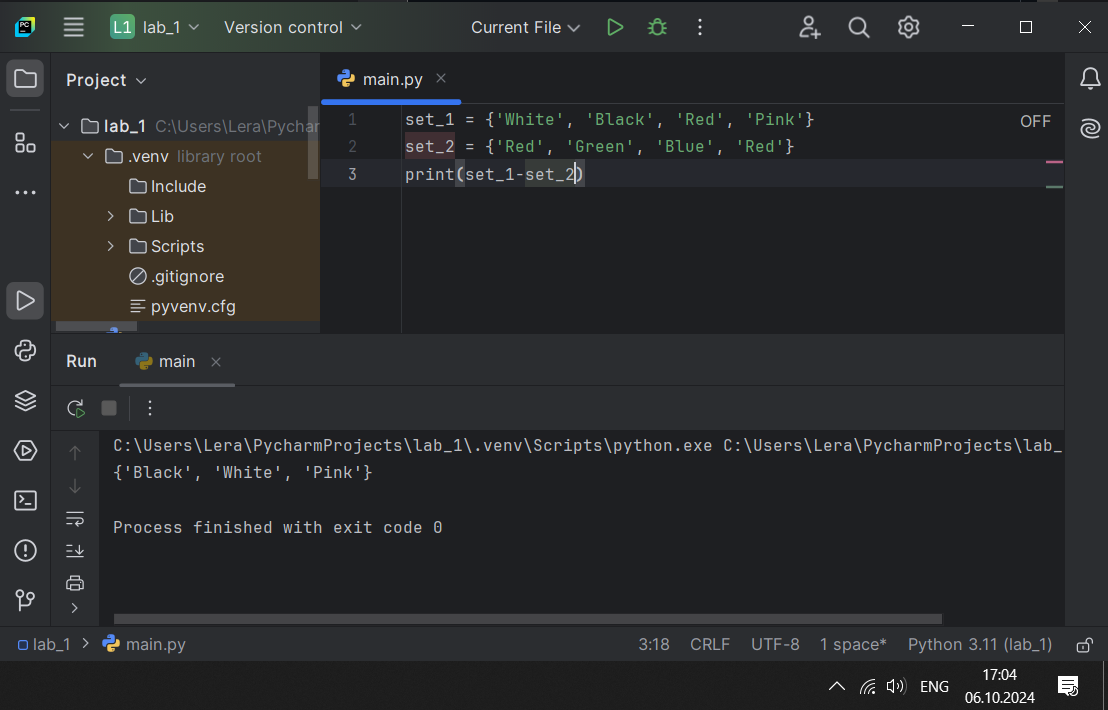 L1 lab_1 Version control Current File
Project
main.py
lab_1 C:\Users\Lera\Pychar
.venv library root
Include
Lib
Scripts
.gitignore
pyvenv.cfg
1 set_1 = {'White', 'Black', 'Red', 'Pink'}
OFF
2 set_2 = {'Red', 'Green', 'Blue', 'Red'}
3 print(set_1-set_2)
Run main
C:\Users\Lera\PycharmProjects\lab_1\.venv\Scripts\python.exe C:\Users\Lera\PycharmProjects\lab_
{'Black', 'White', 'Pink'}
Process finished with exit code 0
lab_1 > main.py 3:18 CRLF UTF-8 1 space* Python 3.11 (lab_1)
ENG
17:04
06.10.2024